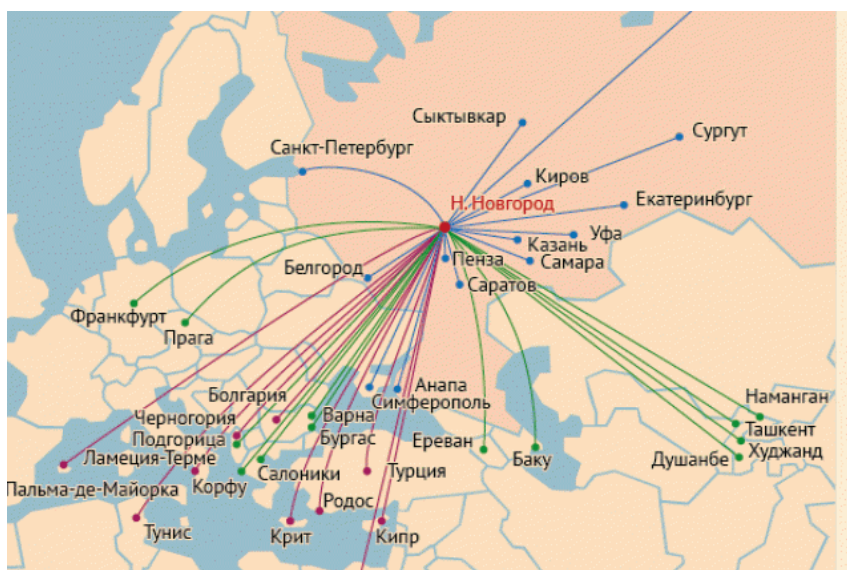 Сыктывкар
Сургут
Санкт-Петербург
Киров
Н. Новгород
Екатеринбург
Уфа
Казань
Пенза
Самара
Белгород
Саратов
Франкфурт
Прага
Анапа
Болгария
Симферополь
Наманган
Черногория
Варна
Ташкент
Подгорица
Бургас
Ереван
Худжанд
Ламеция-Терме
Баку
Душанбе
Салоники
Турция
Пальма-де-Майорка
Корфу
Родос
Тунис
Крит
Кипр